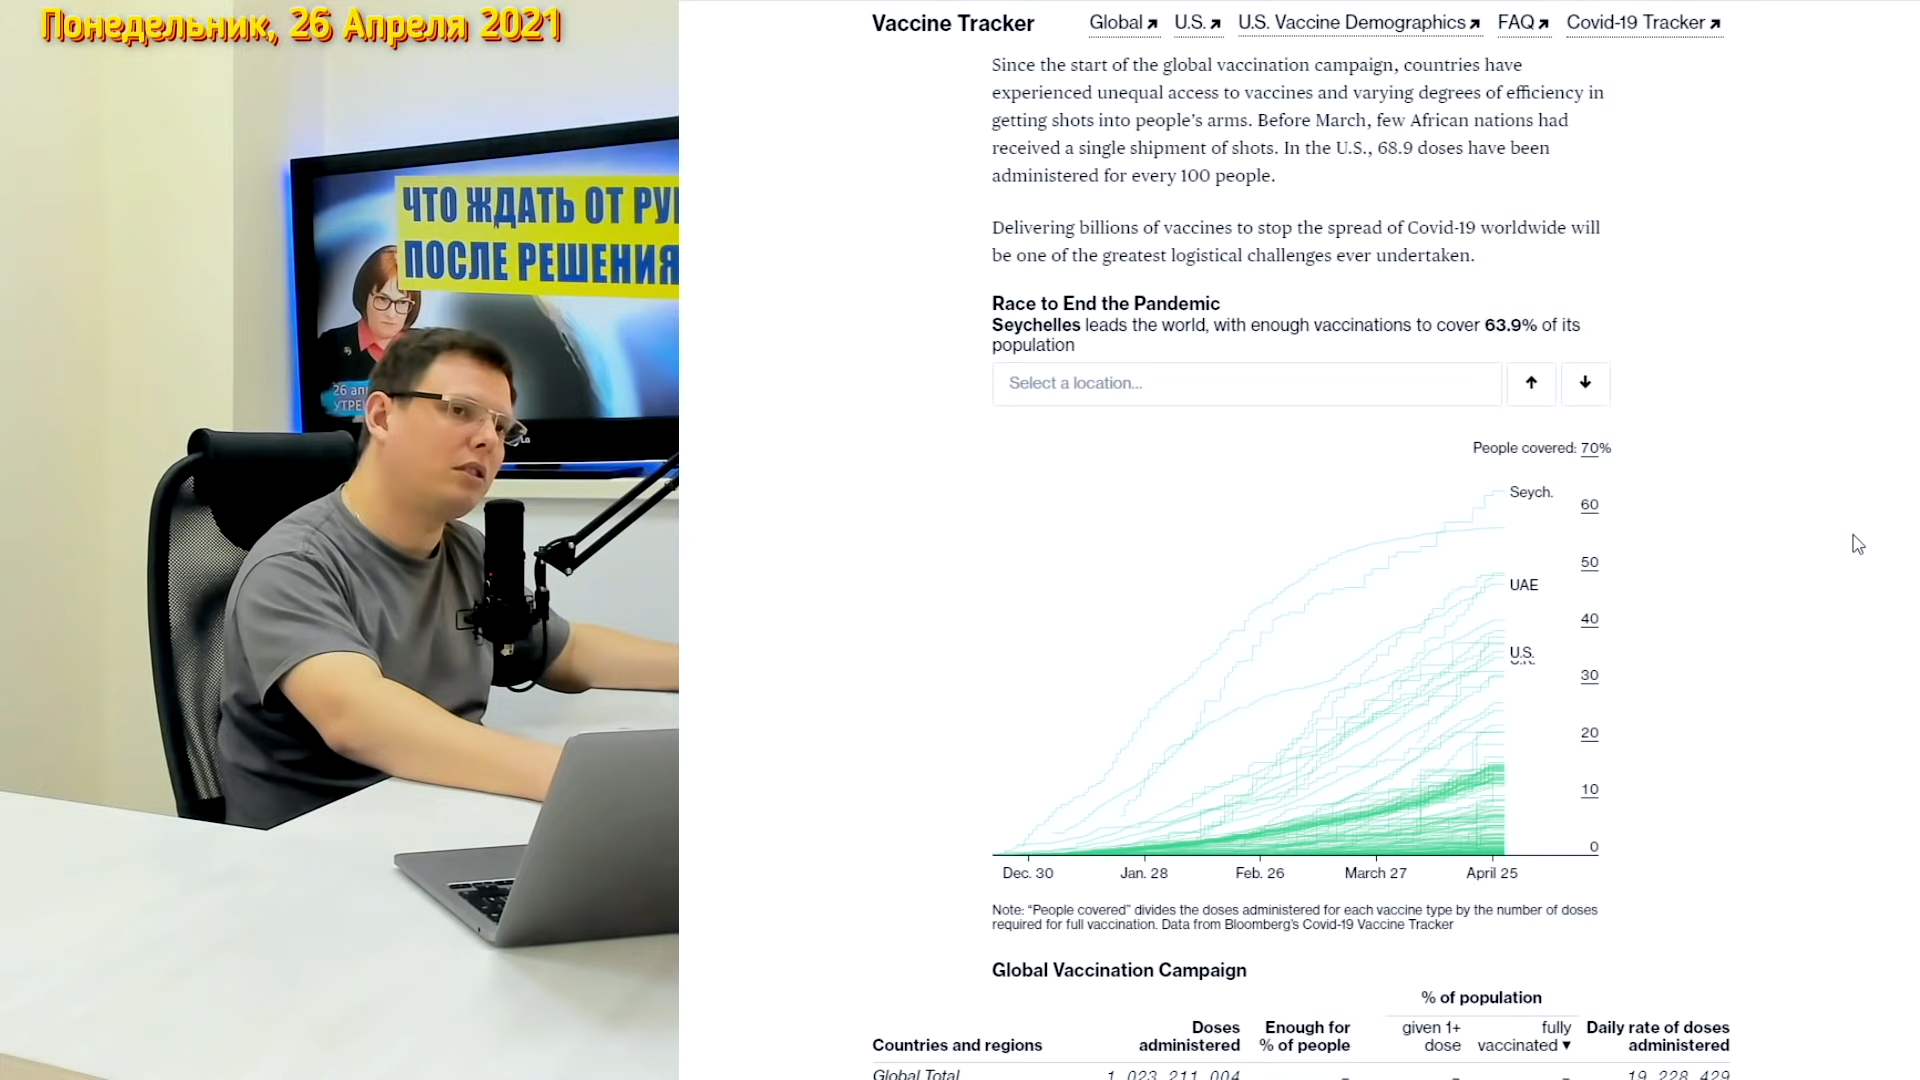 Понедельник, 26 Апреля 2021
ЧТО ЖДАТЬ ОТ
ПОСЛЕ РЕШЕНИЯ
26
LG
Vaccine Tracker
Global U.S. U.S. Vaccine Demographics FAQ Covid-19 Tracker
Since the start of the global vaccination campaign, countries have
experienced unequal access to vaccines and varying degrees of efficiency in
getting shots into people’s arms. Before March, few African nations had
received a single shipment of shots. In the U.S., 68.9 doses have been
administered for every 100 people.
Delivering billions of vaccines to stop the spread of Covid-19 worldwide will
be one of the greatest logistical challenges ever undertaken.
Race to End the Pandemic
Seychelles leads the world, with enough vaccinations to cover 63.9% of its
population
Select a location...
People covered: 70%
Seych.
60
50
UAE
40
U.S.
30
20
10
0
Dec. 30 Jan. 28 Feb. 26 March 27 April 25
Note: “People covered” divides the doses administered for each vaccine type by the number of doses
required for full vaccination. Data from Bloomberg’s Covid-19 Vaccine Tracker
Global Vaccination Campaign
% of population
Countries and regions
Doses administered
Enough for % of people
given 1+ dose
fully vaccinated
Daily rate of doses administered
Global Total 1,023,211,004 – – – 19,228,429